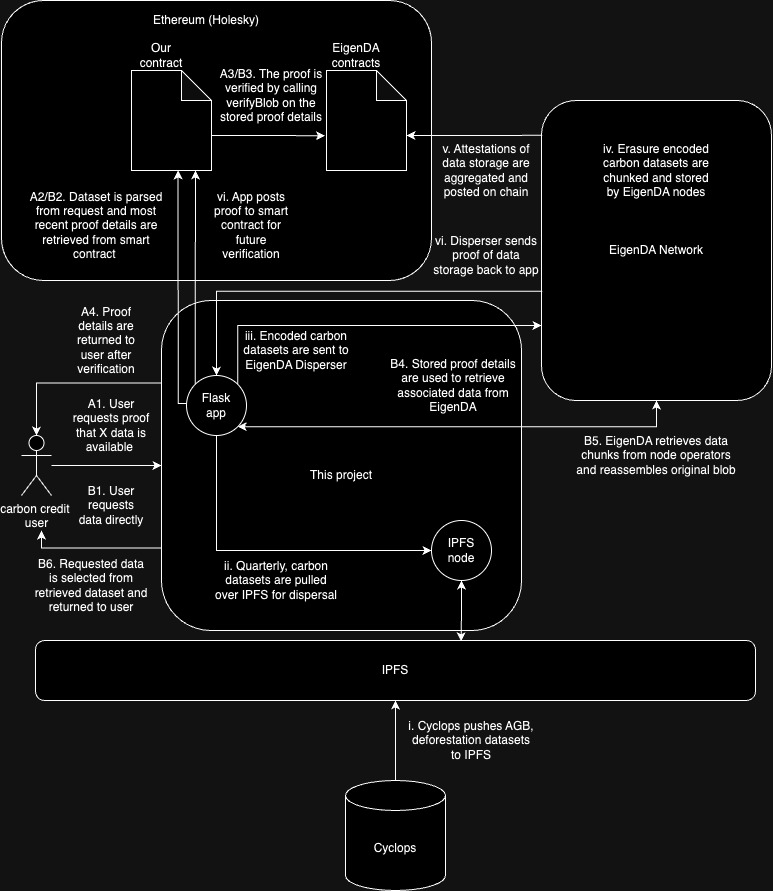 Ethereum (Holesky)
Our
contract
EigenDA
contracts
A3/B3. The proof is
verified by calling
verifyBlob on the
stored proof details
v. Attestations of
data storage are
aggregated and
posted on chain
iv. Erasure encoded
carbon datasets are
chunked and stored
by EigenDA nodes
EigenDA Network
A2/B2. Dataset is parsed
from request and most
recent proof details are
retrieved from smart
contract
vi. App posts
proof to smart
contract for
future
verification
vi. Disperser sends
proof of data
storage back to app
A4. Proof
details are
returned to
user after
verification
iii. Encoded carbon
datasets are sent to
EigenDA Disperser
B4. Stored proof details
are used to retrieve
associated data from
EigenDA
Flask
app
A1. User
requests proof
that X data is
available
B5. EigenDA retrieves data
chunks from node operators
and reassembles original blob
This project
B1. User
requests
data directly
carbon credit
user
IPFS
node
B6. Requested data
is selected from
retrieved dataset and
returned to user
ii. Quarterly, carbon
datasets are pulled
over IPFS for dispersal
IPFS
i. Cyclops pushes AGB,
deforestation datasets
to IPFS
Cyclops